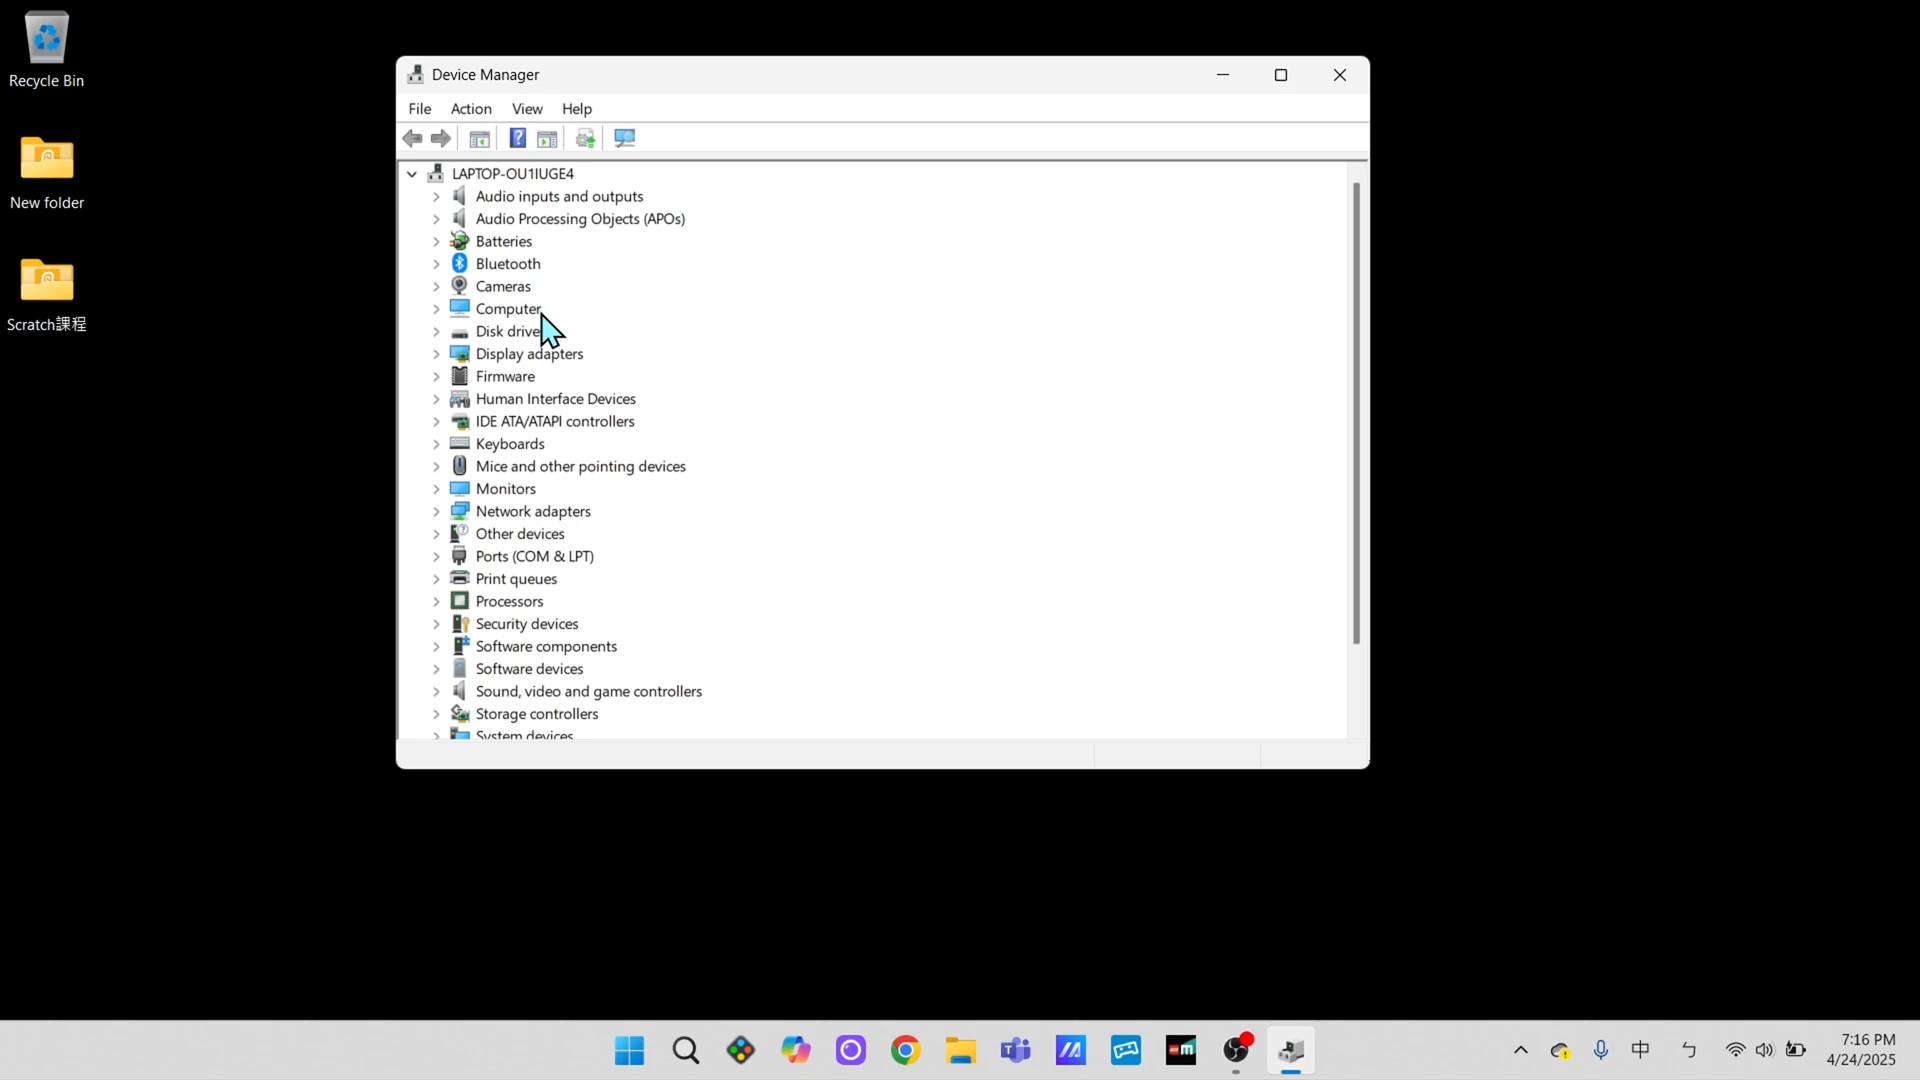 Recycle Bin
New folder
Scratch課程
Device Manager
File Action View Help
LAPTOP-OU1IUGE4
Audio inputs and outputs
Audio Processing Objects (APOs)
Batteries
Bluetooth
Cameras
Computer
Disk drive
Display adapters
Firmware
Human Interface Devices
IDE ATA/ATAPI controllers
Keyboards
Mice and other pointing devices
Monitors
Network adapters
Other devices
Ports (COM & LPT)
Print queues
Processors
Security devices
Software components
Software devices
Sound, video and game controllers
Storage controllers
System devices
m
中 ㄅ 7:16 PM
4/24/2025